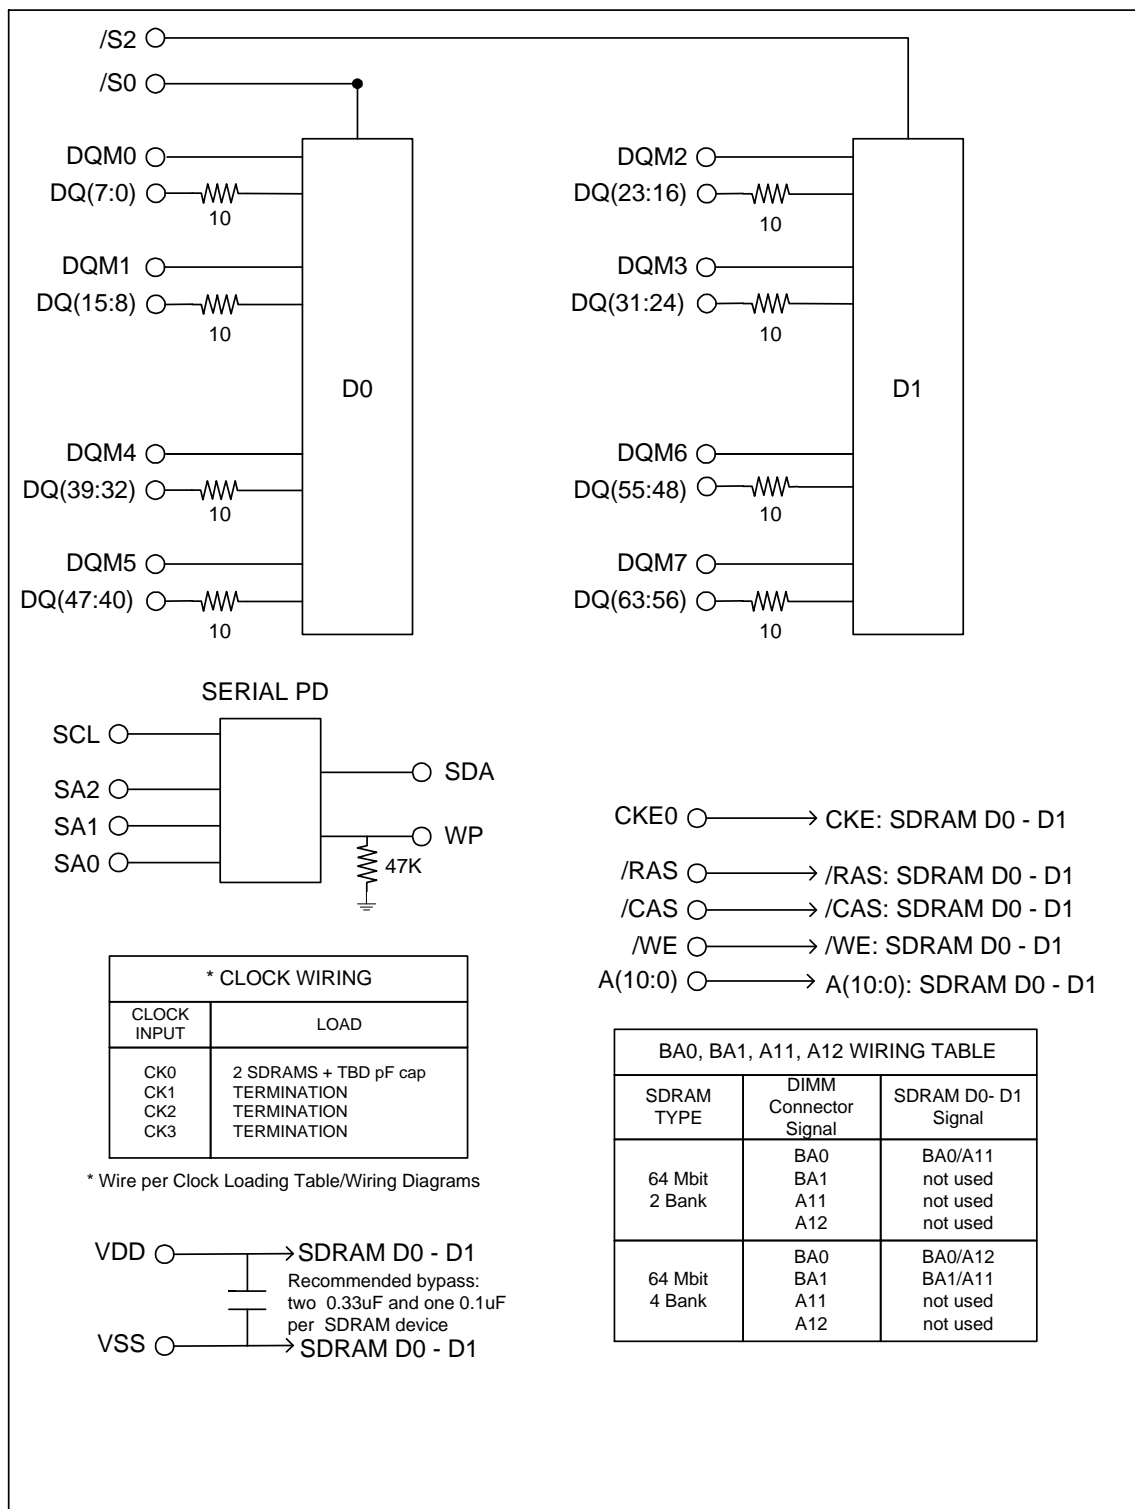 /S2
/S0
DQM0
DQ(7:0)
10
DQM1
DQ(15:8)
10
D0
DQM4
DQ(39:32)
10
DQM5
DQ(47:40)
10
DQM2
DQ(23:16)
10
DQM3
DQ(31:24)
10
D1
DQM6
DQ(55:48)
10
DQM7
DQ(63:56)
10
SERIAL PD
SCL
SA2
SA1
SA0
SDA
WP
47K
CKE0 CKE: SDRAM D0 - D1
/RAS /RAS: SDRAM D0 - D1
/CAS /CAS: SDRAM D0 - D1
/WE /WE: SDRAM D0 - D1
A(10:0) A(10:0): SDRAM D0 - D1
* CLOCK WIRING
CLOCK
INPUT
LOAD
CK0 2 SDRAMS + TBD pF cap
CK1 TERMINATION
CK2 TERMINATION
CK3 TERMINATION
* Wire per Clock Loading Table/Wiring Diagrams
BA0, BA1, A11, A12 WIRING TABLE
SDRAM
TYPE
DIMM
Connector
Signal
SDRAM D0- D1
Signal
64 Mbit
2 Bank
BA0 BA0/A11
BA1 not used
A11 not used
A12 not used
64 Mbit
4 Bank
BA0 BA0/A12
BA1 BA1/A11
A11 not used
A12 not used
VDD SDRAM D0 - D1
Recommended bypass:
two 0.33uF and one 0.1uF
per SDRAM device
VSS SDRAM D0 - D1